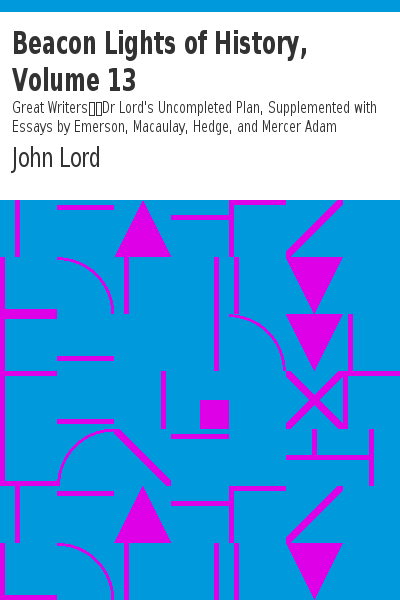 Beacon Lights of History,
Volume 13
Great Writers▯▯Dr Lord's Uncompleted Plan, Supplemented with
Essays by Emerson, Macaulay, Hedge, and Mercer Adam
John Lord